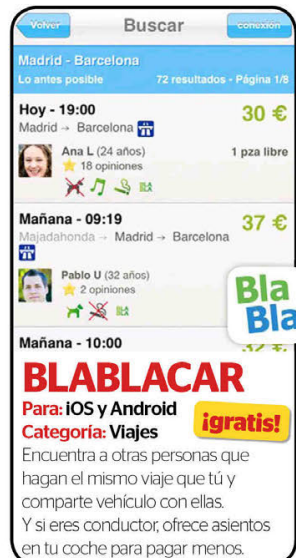 Volver
Buscar
conexión
Madrid - Barcelona
Lo antes posible
72 resultados - Página 1/8
Hoy - 19:00
30 €
Madrid → Barcelona
Ana L (24 años)
1 pza libre
18 opiniones
Mañana - 09:19
37 €
Majadahonda → Madrid → Barcelona
Pablo U (32 años)
2 opiniones
Bla
Bla
Mañana - 10:00
BLABLACAR
Para: iOS y Android
Categoría: Viajes
¡gratis!
Encuentra a otras personas que
hagan el mismo viaje que tú y
comparte vehículo con ellas.
Y si eres conductor, ofrece asientos
en tu coche para pagar menos.